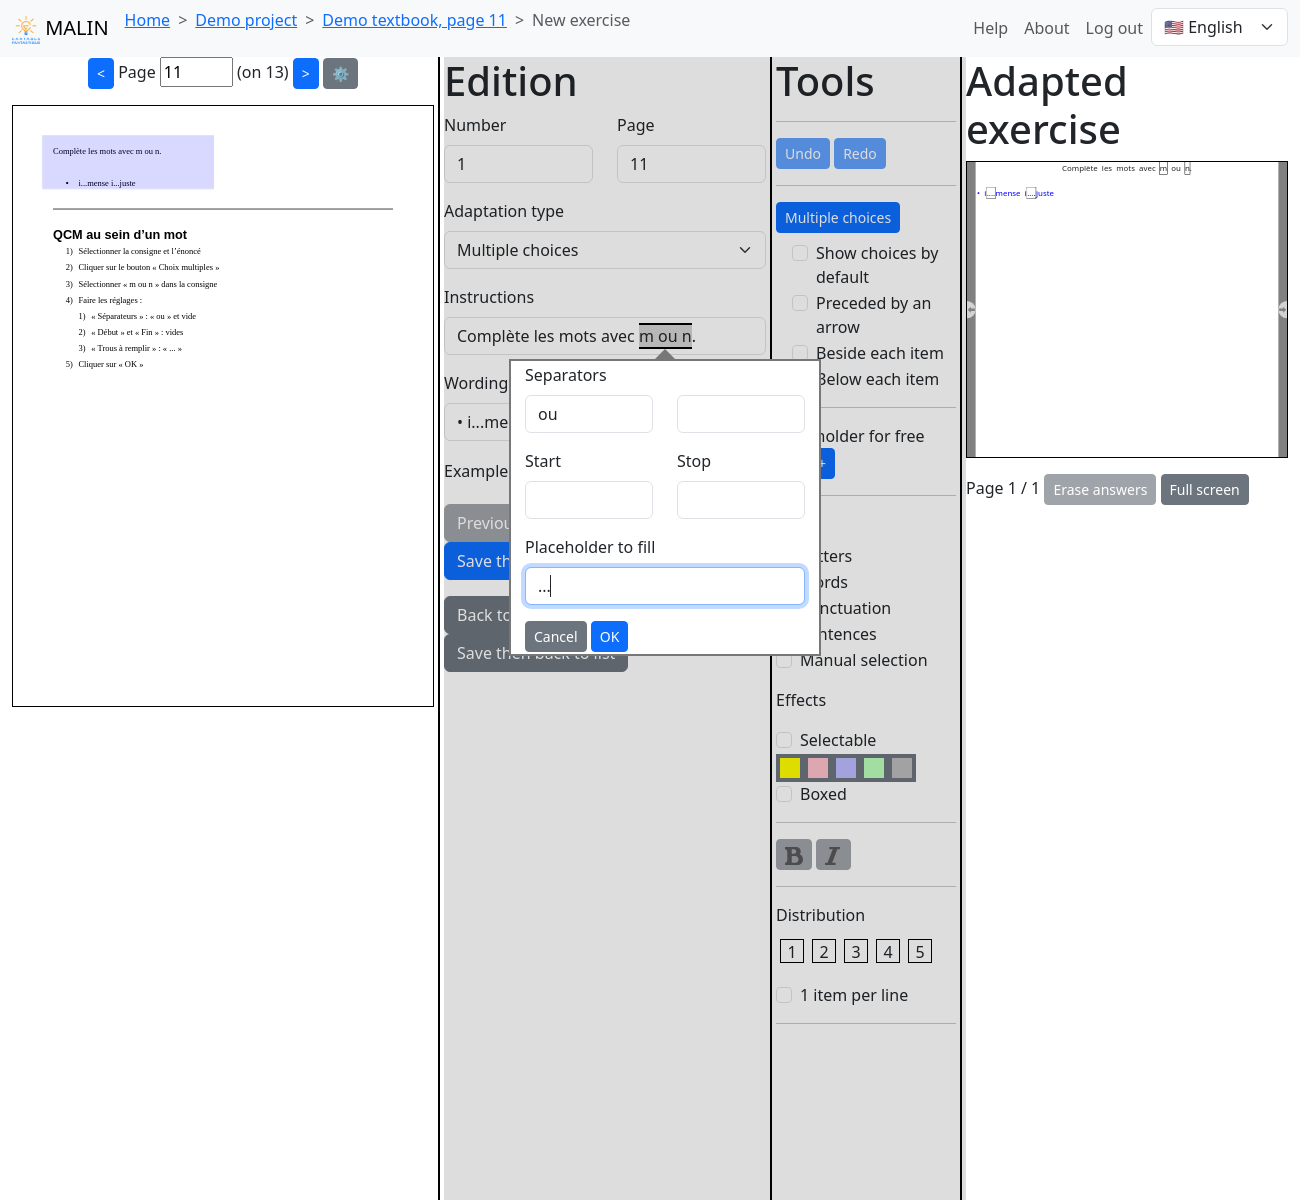 MALIN
Home > Demo project > Demo textbook, page 11 > New exercise
Help About Log out 🇺🇸 English
< Page 11 (on 13) > ⚙️
Complète les mots avec m ou n.
• i...mense i...juste
QCM au sein d'un mot
1) Sélectionner la consigne et l'énoncé
2) Cliquer sur le bouton « Choix multiples »
3) Sélectionner « m ou n » dans la consigne
4) Faire les réglages :
1) « Séparateurs » : « ou » et vide
2) « Début » et « Fin » : vides
3) « Trous à remplir » : « ... »
5) Cliquer sur « OK »
Edition
Number Page
1 11
Adaptation type
Multiple choices
Instructions
Complète les mots avec m ou n.
Wording
• i...me
Example
Previou
Save th
Back to
Save then back to list
Separators
ou
Start Stop
Placeholder to fill
...
Cancel OK
Tools
Undo Redo
Multiple choices
Show choices by
default
Preceded by an
arrow
Beside each item
Below each item
holder for free
+
tters
ords
nctuation
ntences
Manual selection
Effects
Selectable
Boxed
B I
Distribution
1 2 3 4 5
1 item per line
Adapted
exercise
Complète les mots avec m ou n.
• i...mense i...juste
Page 1 / 1 Erase answers Full screen